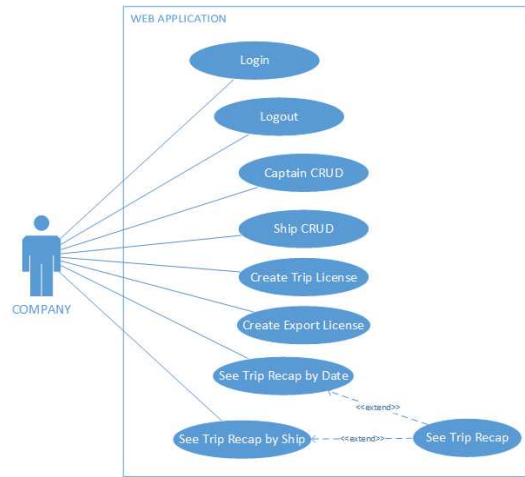 WEB APPLICATION
Login
Logout
Captain CRUD
Ship CRUD
Create Trip License
COMPANY
Create Export License
See Trip Recap by Date
<<extend>>
See Trip Recap by Ship
<<extend>>
See Trip Recap